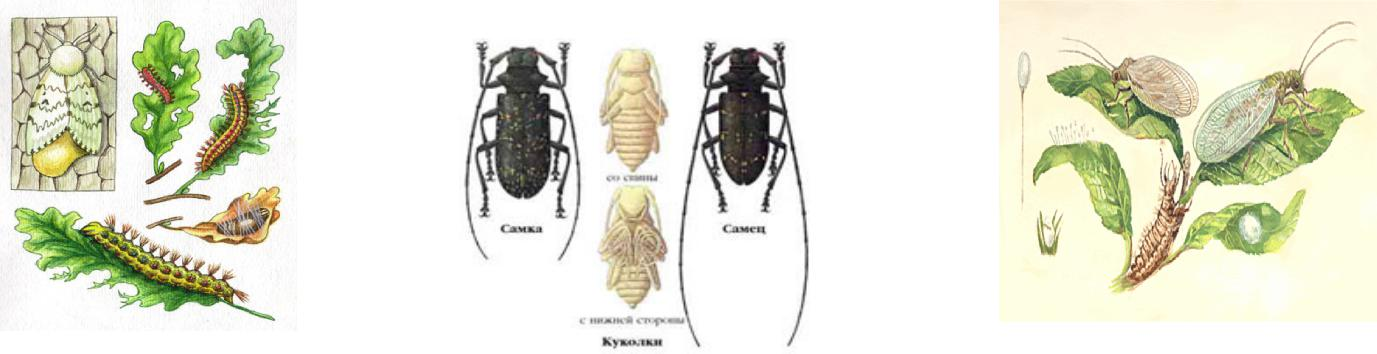 со спины
Самка
Самец
с нижней стороны
Куколки